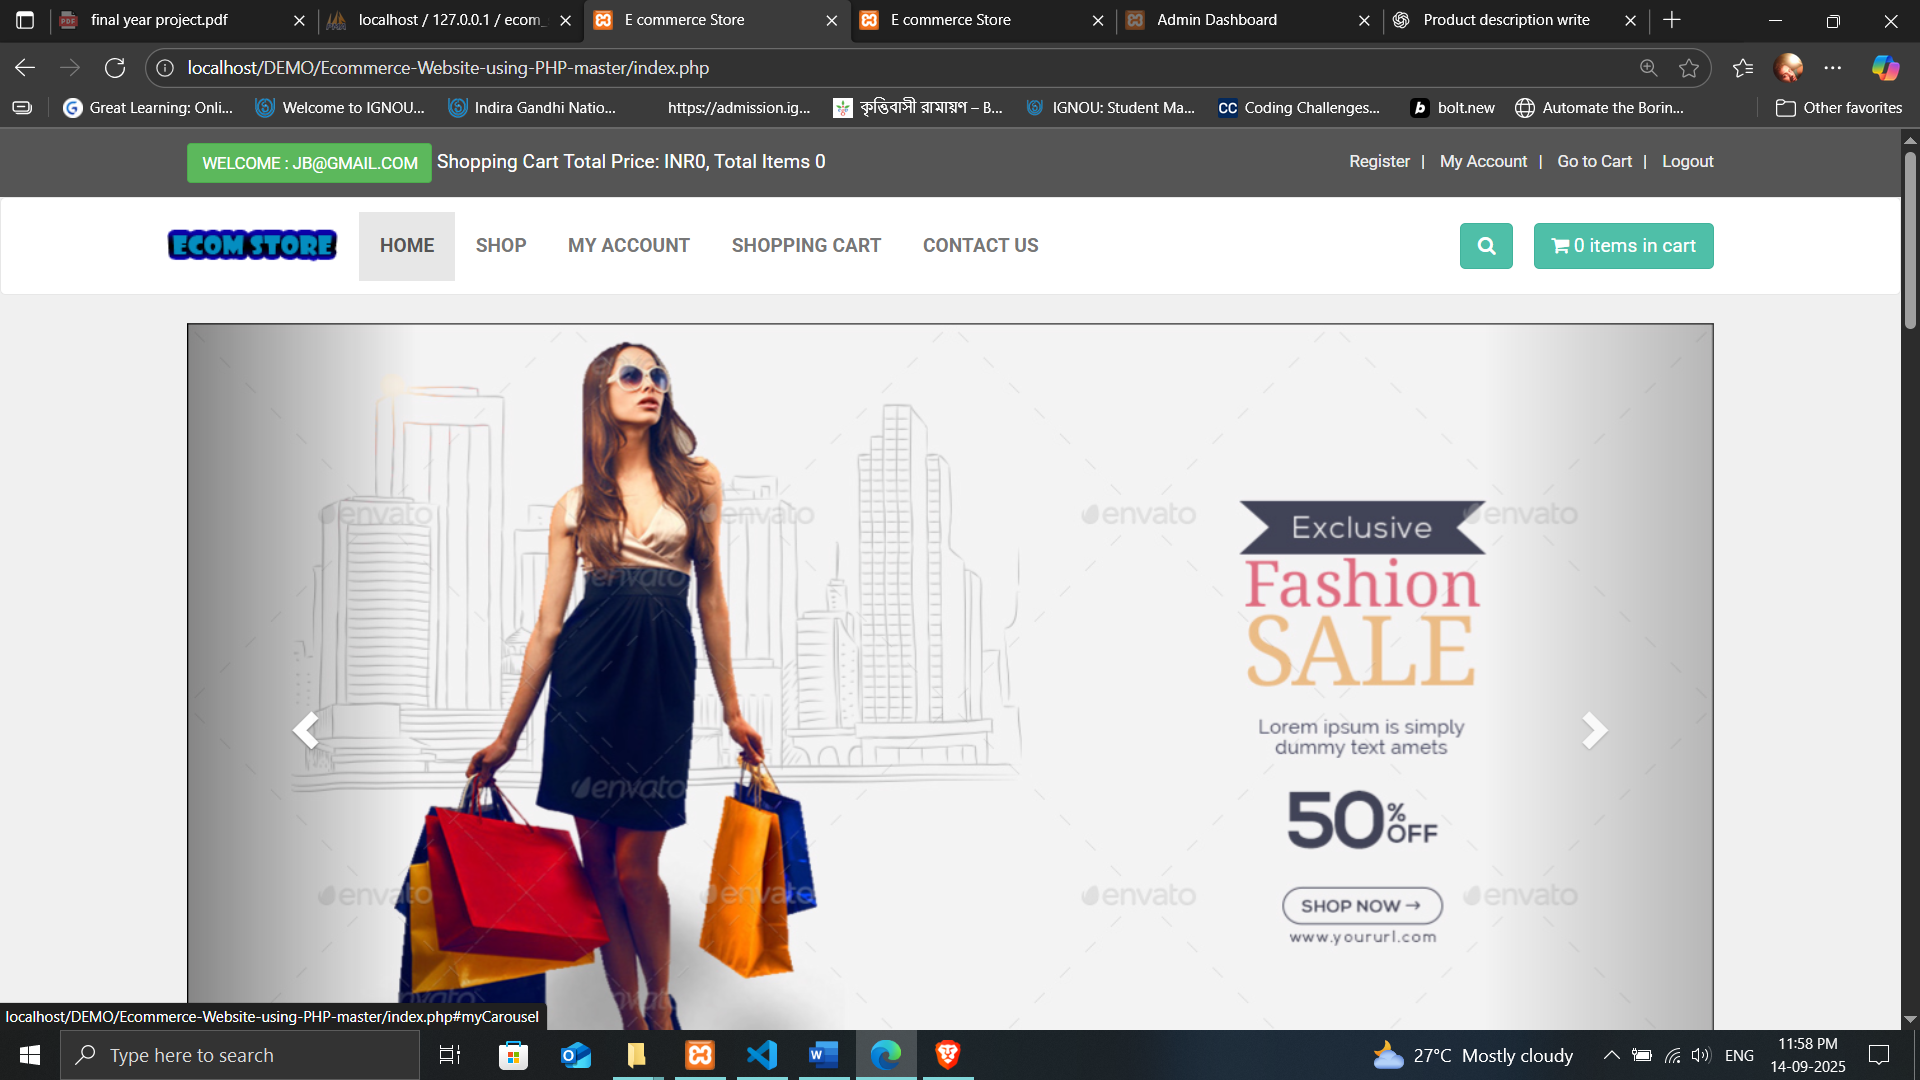 final year project.pdf
localhost / 127.0.0.1 / ecom_
E commerce Store
E commerce Store
Admin Dashboard
Product description write
localhost/DEMO/Ecommerce-Website-using-PHP-master/index.php
Great Learning: Onli...
Welcome to IGNOU...
Indira Gandhi Natio...
https://admission.ig...
কৃত্তিবাসী রামায়ণ – B...
IGNOU: Student Ma...
CC Coding Challenges...
b bolt.new
Automate the Borin...
Other favorites
WELCOME : JB@GMAIL.COM Shopping Cart Total Price: INR0, Total Items 0
Register | My Account | Go to Cart | Logout
ECOM STORE
HOME
SHOP
MY ACCOUNT
SHOPPING CART
CONTACT US
0 items in cart
envato
envato
envato
envato
Exclusive
Fashion
SALE
envato
Lorem ipsum is simply
dummy text amets
envato
50% OFF
envato
envato
envato
envato
SHOP NOW →
www.yoururl.com
envato
envato
localhost/DEMO/Ecommerce-Website-using-PHP-master/index.php#myCarousel
Type here to search
27°C Mostly cloudy
ENG
11:58 PM
14-09-2025